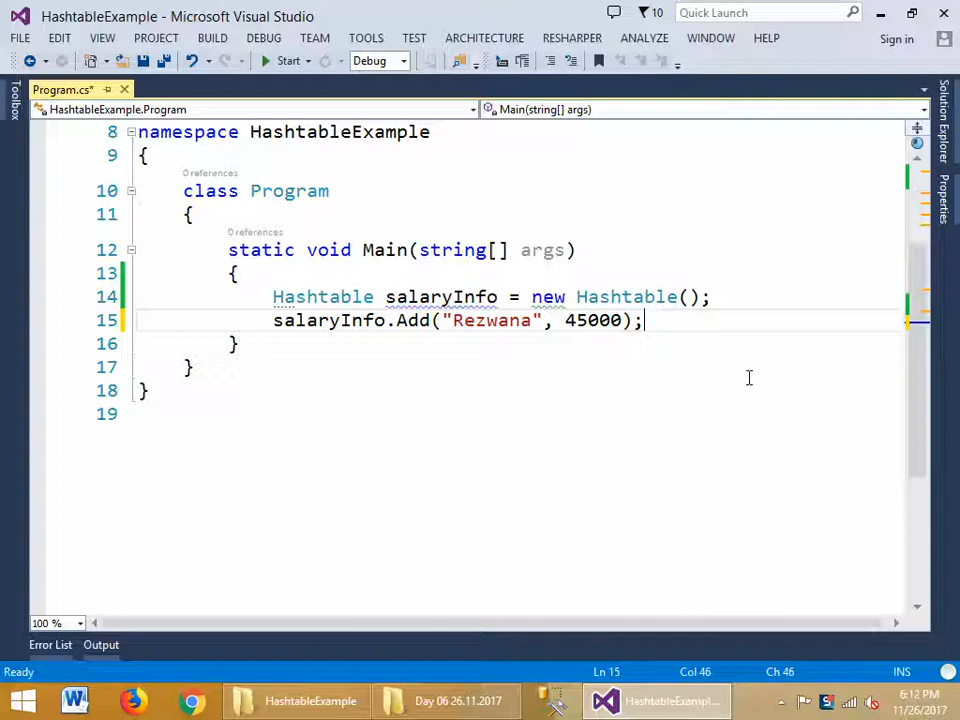 HashtableExample - Microsoft Visual Studio
10
Quick Launch
FILE EDIT VIEW PROJECT BUILD DEBUG TEAM TOOLS TEST ARCHITECTURE RESHARPER ANALYZE WINDOW HELP
Sign in
Start
Debug
Toolbox
Program.cs*
HashtableExample.Program
Main(string[] args)
Solution Explorer
Properties
8 namespace HashtableExample
9 {
0 references
10 class Program
11 {
0 references
12 static void Main(string[] args)
13 {
14 Hashtable salaryInfo = new Hashtable();
15 salaryInfo.Add("Rezwana", 45000);
16 }
17 }
18 }
19
100 %
Error List Output
Ready
Ln 15 Col 46 Ch 46 INS
HashtableExample
Day 06 26.11.2017
HashtableExampl...
6:12 PM
11/26/2017